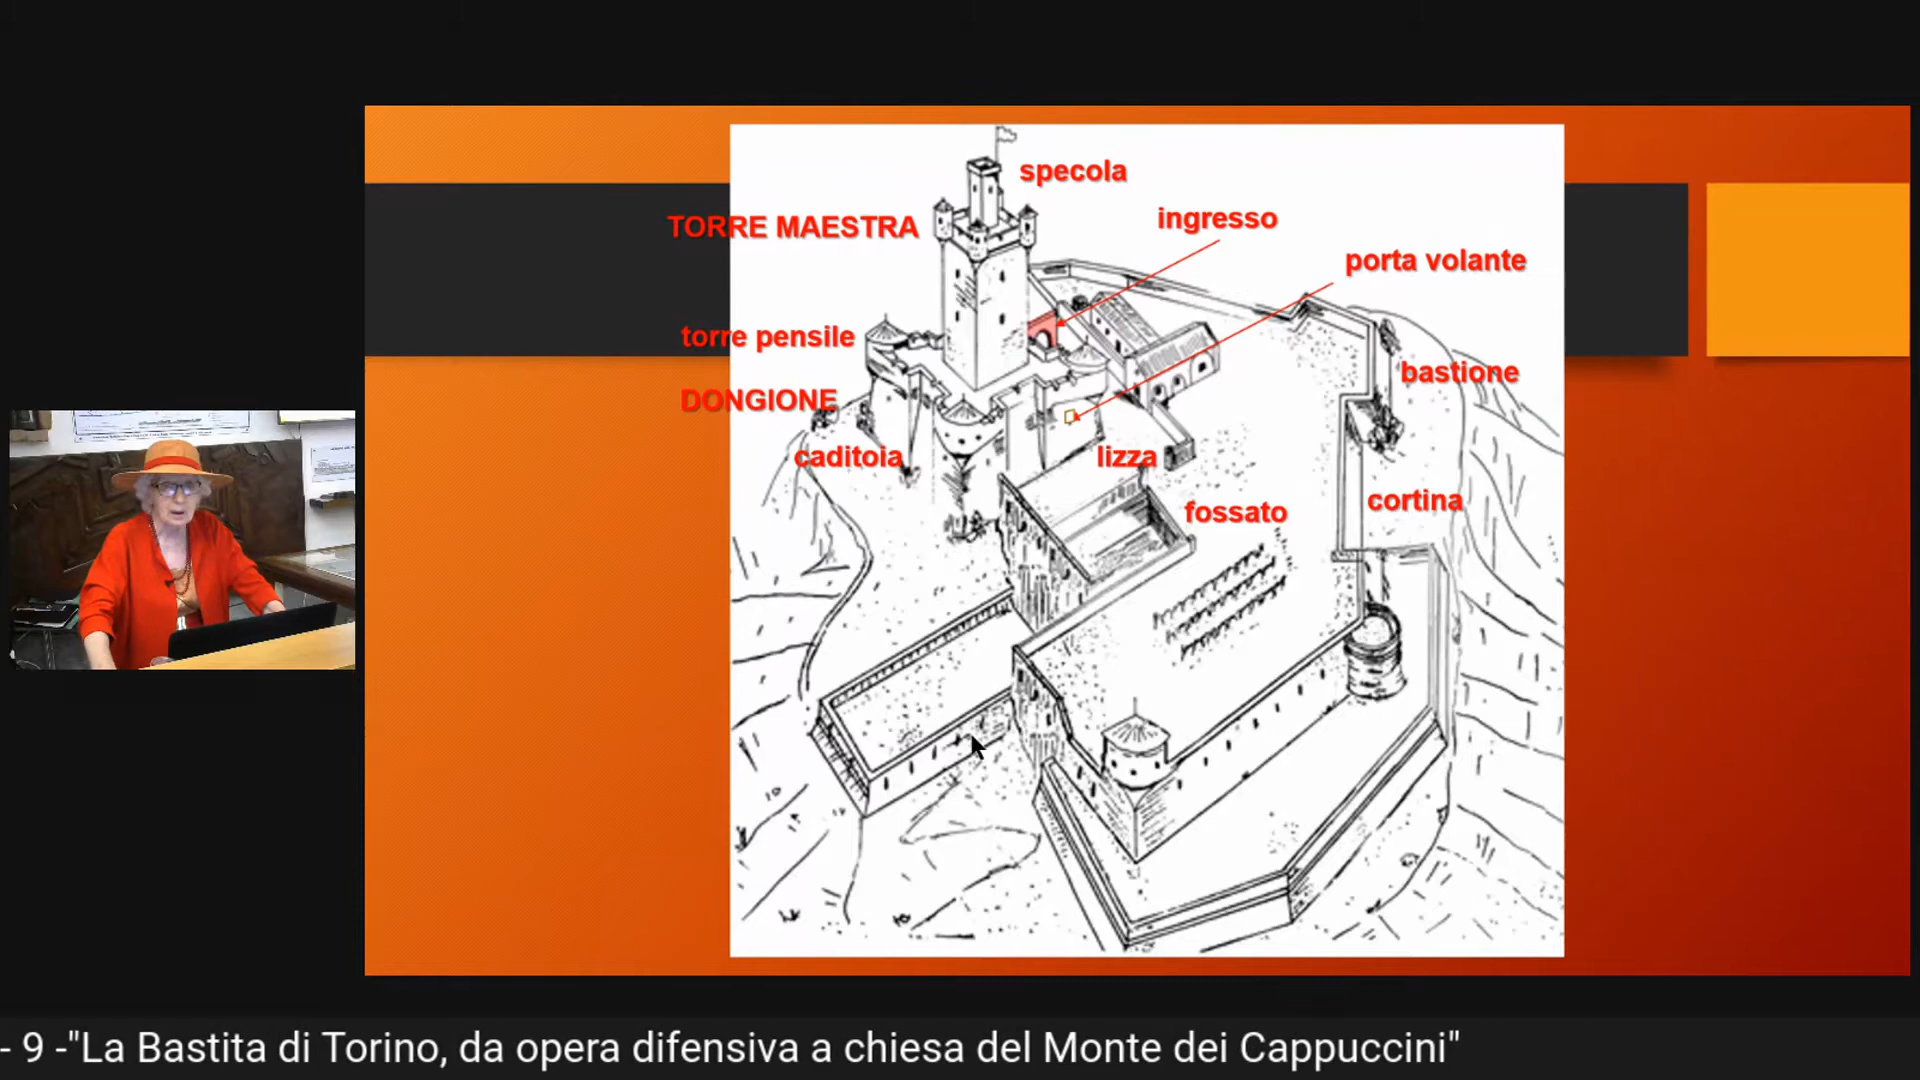 specola
TORRE MAESTRA
ingresso
porta volante
torre pensile
bastione
DONGIONE
caditoia
lizza
cortina
fossato
- 9 -"La Bastita di Torino, da opera difensiva a chiesa del Monte dei Cappuccini"